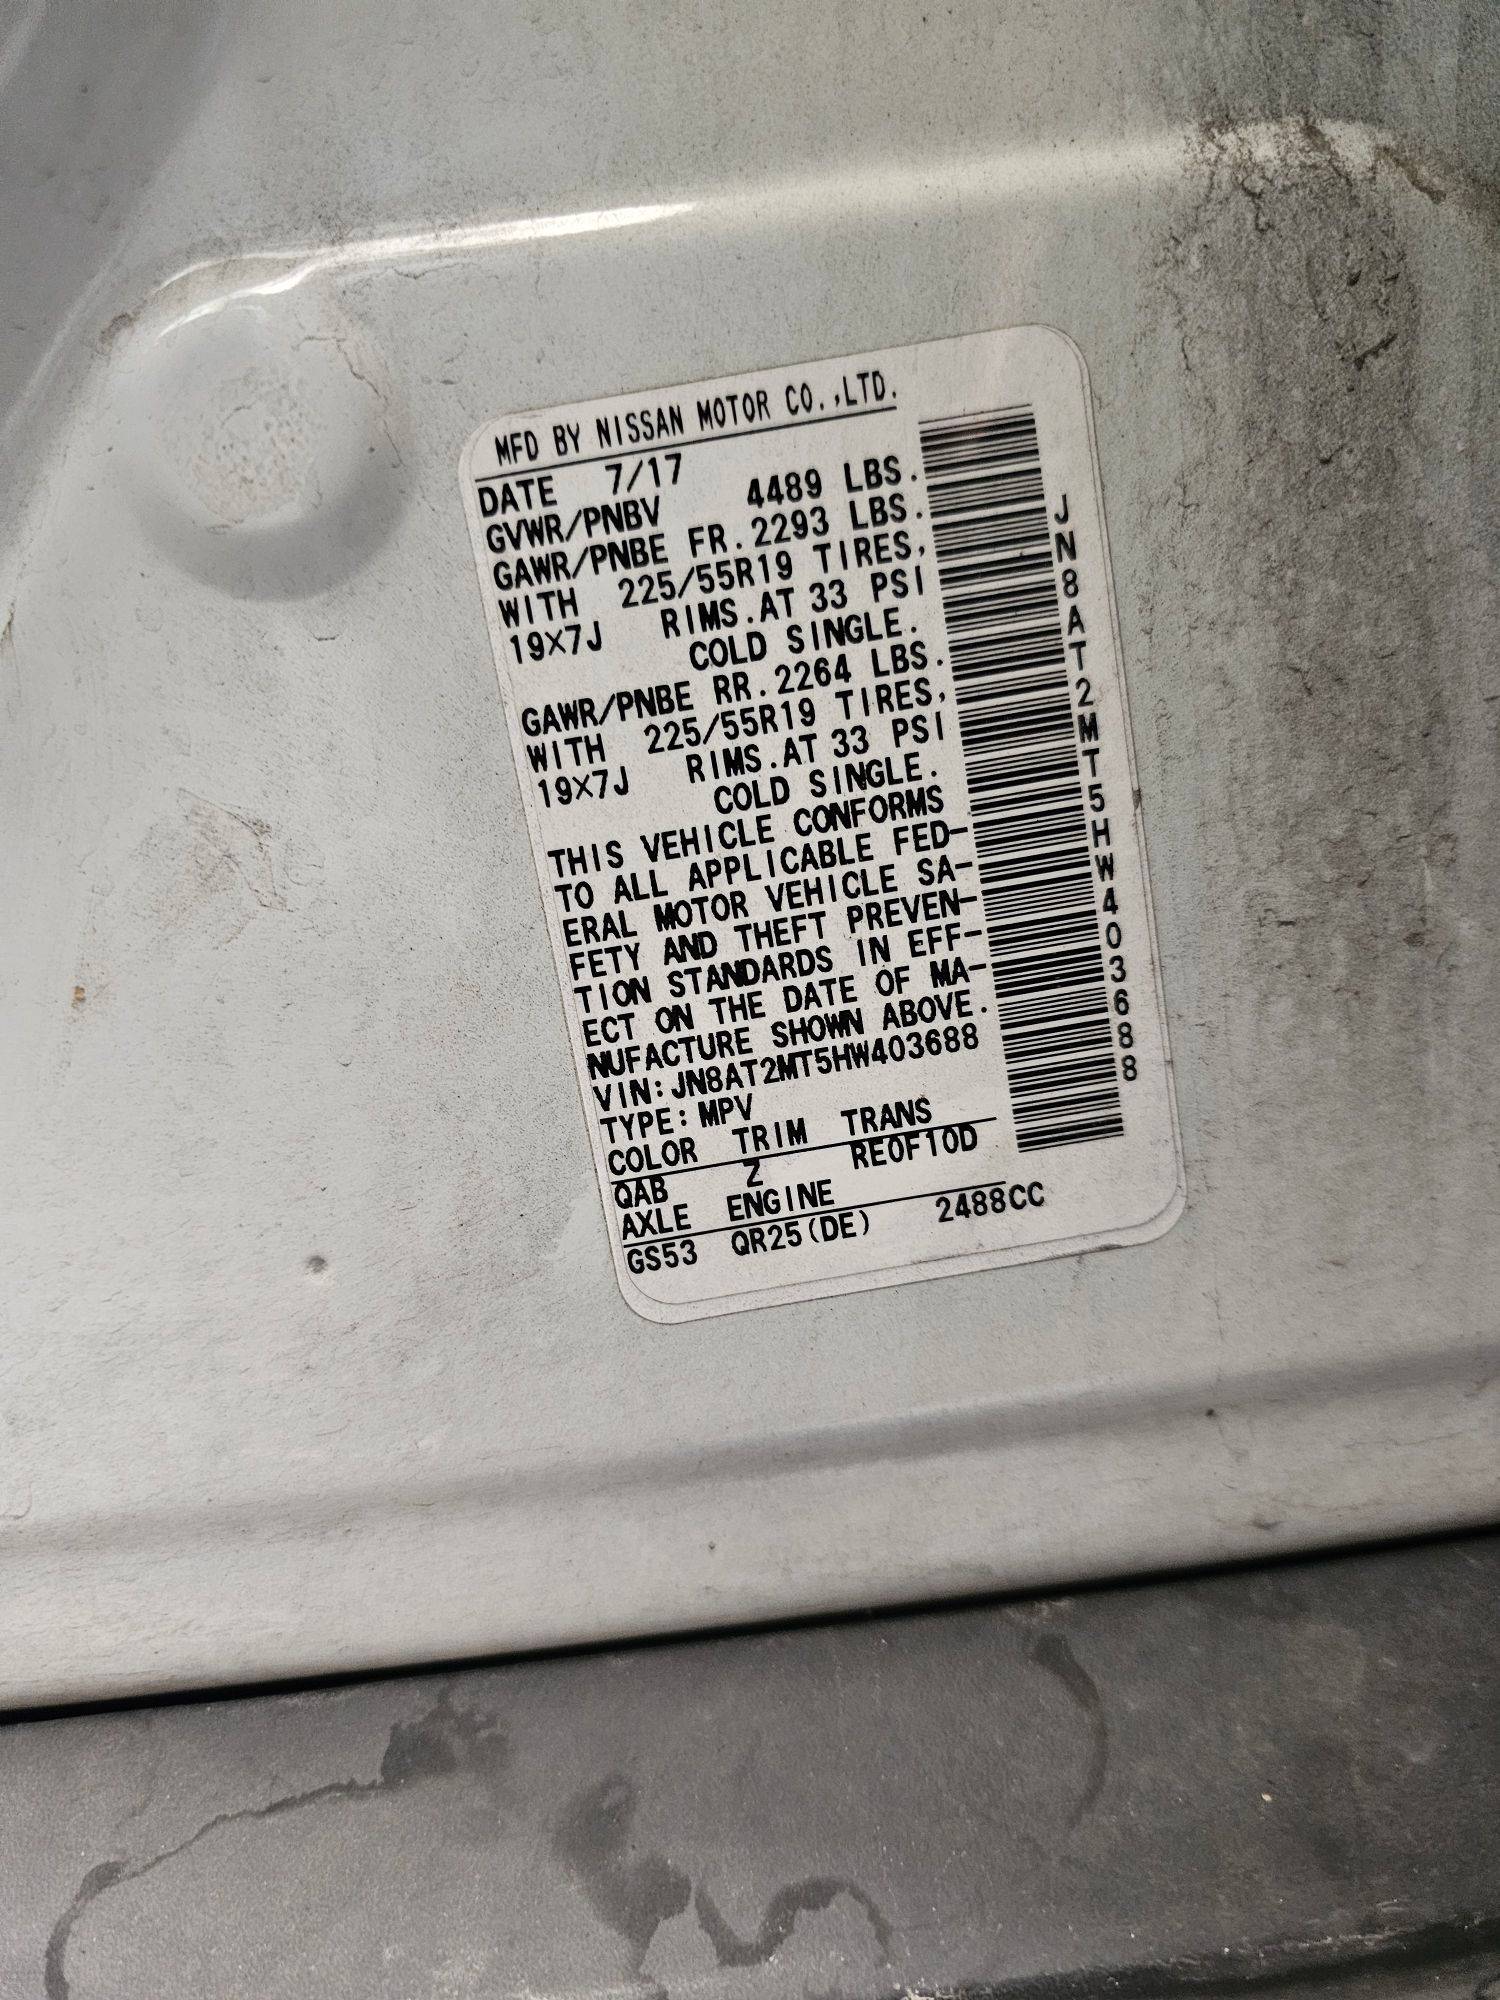 MFD BY NISSAN MOTOR CO.,LTD.
DATE 7/17
GVWR/PNBV 4489 LBS.
GAWR/PNBE FR.2293 LBS.
WITH 225/55R19 TIRES,
19X7J RIMS.AT 33 PSI
COLD SINGLE.
GAWR/PNBE RR.2264 LBS.
WITH 225/55R19 TIRES,
19X7J RIMS.AT 33 PSI
COLD SINGLE.
THIS VEHICLE CONFORMS
TO ALL APPLICABLE FED-
ERAL MOTOR VEHICLE SA-
FETY AND THEFT PREVEN-
TION STANDARDS IN EFF-
ECT ON THE DATE OF MA-
NUFACTURE SHOWN ABOVE.
VIN:JN8AT2MT5HW403688
TYPE:MPV
COLOR TRIM TRANS
QAB Z RE0F10D
AXLE ENGINE
GS53 QR25(DE) 2488CC
JN8AT2MT5HW403688